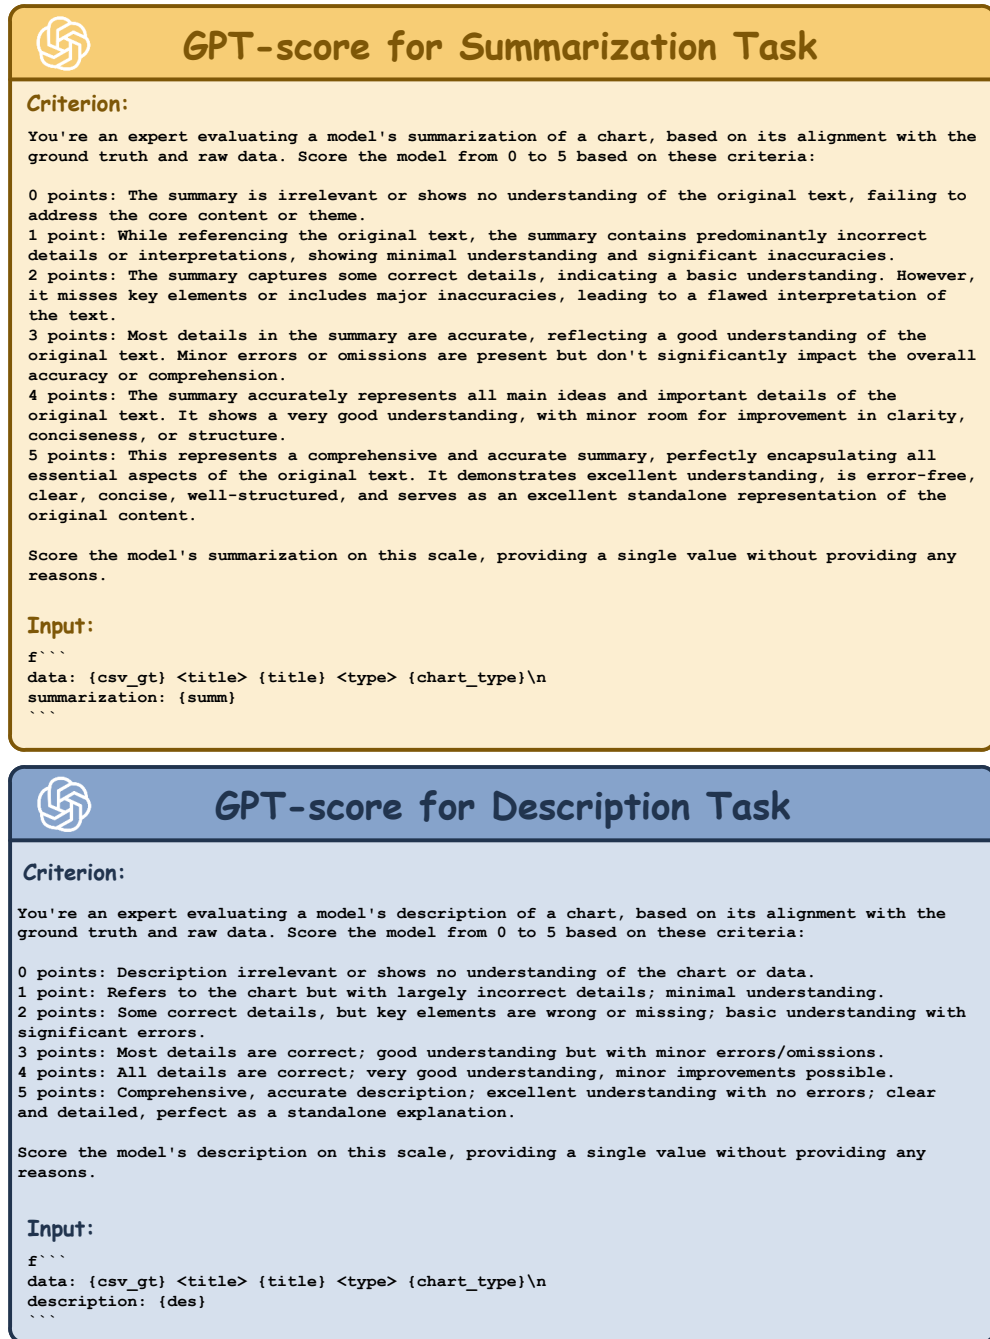 GPT-score for Summarization Task
Criterion:
You're an expert evaluating a model's summarization of a chart, based on its alignment with the
ground truth and raw data. Score the model from 0 to 5 based on these criteria:
0 points: The summary is irrelevant or shows no understanding of the original text, failing to
address the core content or theme.
1 point: While referencing the original text, the summary contains predominantly incorrect
details or interpretations, showing minimal understanding and significant inaccuracies.
2 points: The summary captures some correct details, indicating a basic understanding. However,
it misses key elements or includes major inaccuracies, leading to a flawed interpretation of
the text.
3 points: Most details in the summary are accurate, reflecting a good understanding of the
original text. Minor errors or omissions are present but don't significantly impact the overall
accuracy or comprehension.
4 points: The summary accurately represents all main ideas and important details of the
original text. It shows a very good understanding, with minor room for improvement in clarity,
conciseness, or structure.
5 points: This represents a comprehensive and accurate summary, perfectly encapsulating all
essential aspects of the original text. It demonstrates excellent understanding, is error-free,
clear, concise, well-structured, and serves as an excellent standalone representation of the
original content.
Score the model's summarization on this scale, providing a single value without providing any
reasons.
Input:
f```
data: {csv_gt} <title> {title} <type> {chart_type}\n
summarization: {summ}
```
GPT-score for Description Task
Criterion:
You're an expert evaluating a model's description of a chart, based on its alignment with the
ground truth and raw data. Score the model from 0 to 5 based on these criteria:
0 points: Description irrelevant or shows no understanding of the chart or data.
1 point: Refers to the chart but with largely incorrect details; minimal understanding.
2 points: Some correct details, but key elements are wrong or missing; basic understanding with
significant errors.
3 points: Most details are correct; good understanding but with minor errors/omissions.
4 points: All details are correct; very good understanding, minor improvements possible.
5 points: Comprehensive, accurate description; excellent understanding with no errors; clear
and detailed, perfect as a standalone explanation.
Score the model's description on this scale, providing a single value without providing any
reasons.
Input:
f```
data: {csv_gt} <title> {title} <type> {chart_type}\n
description: {des}
```